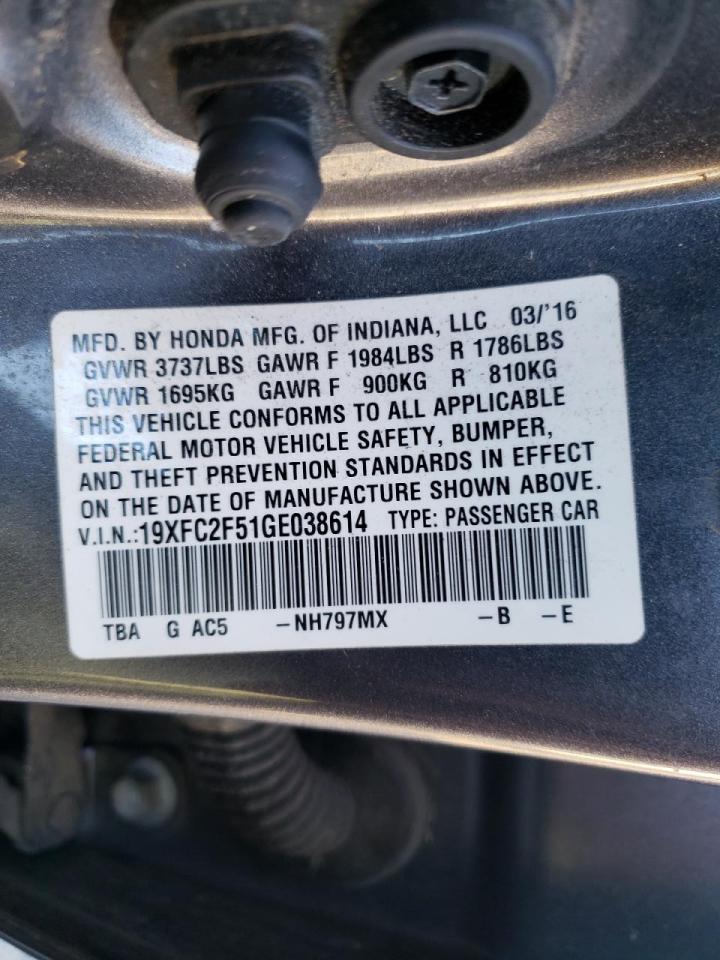 MFD. BY HONDA MFG. OF INDIANA, LLC 03/'16
GVWR 3737LBS GAWR F 1984LBS R 1786LBS
GVWR 1695KG GAWR F 900KG R 810KG
THIS VEHICLE CONFORMS TO ALL APPLICABLE
FEDERAL MOTOR VEHICLE SAFETY, BUMPER,
AND THEFT PREVENTION STANDARDS IN EFFECT
ON THE DATE OF MANUFACTURE SHOWN ABOVE.
V.I.N.:19XFC2F51GE038614 TYPE: PASSENGER CAR
TBA G AC5 -NH797MX -B -E